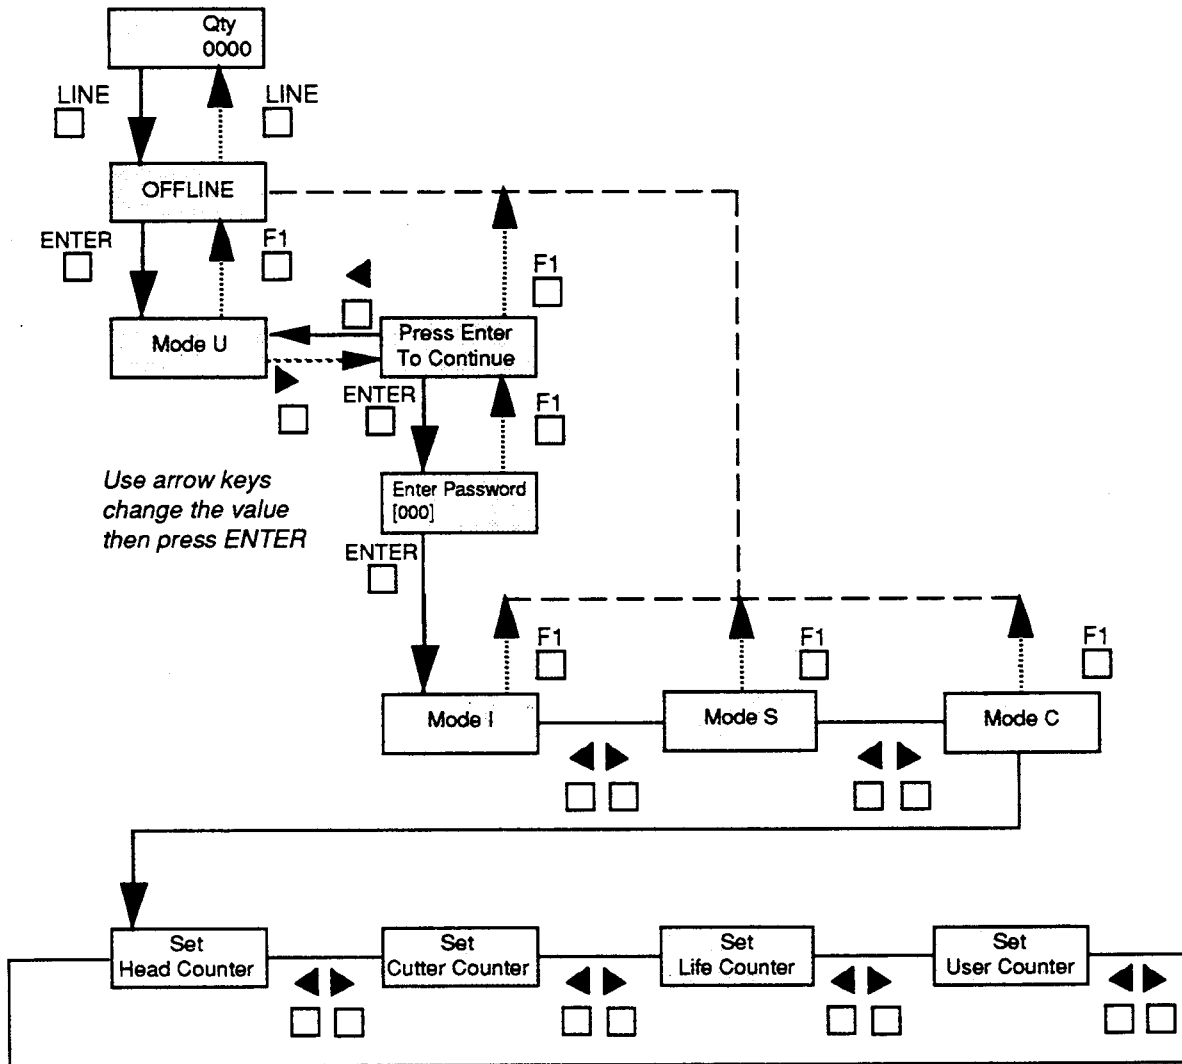 Qty
0000
LINE
LINE
OFFLINE
ENTER
F1
F1
Mode U
Press Enter
To Continue
ENTER
F1
Use arrow keys
change the value
then press ENTER
Enter Password
[000]
ENTER
F1
F1
F1
Mode I
Mode S
Mode C
Set
Head Counter
Set
Cutter Counter
Set
Life Counter
Set
User Counter